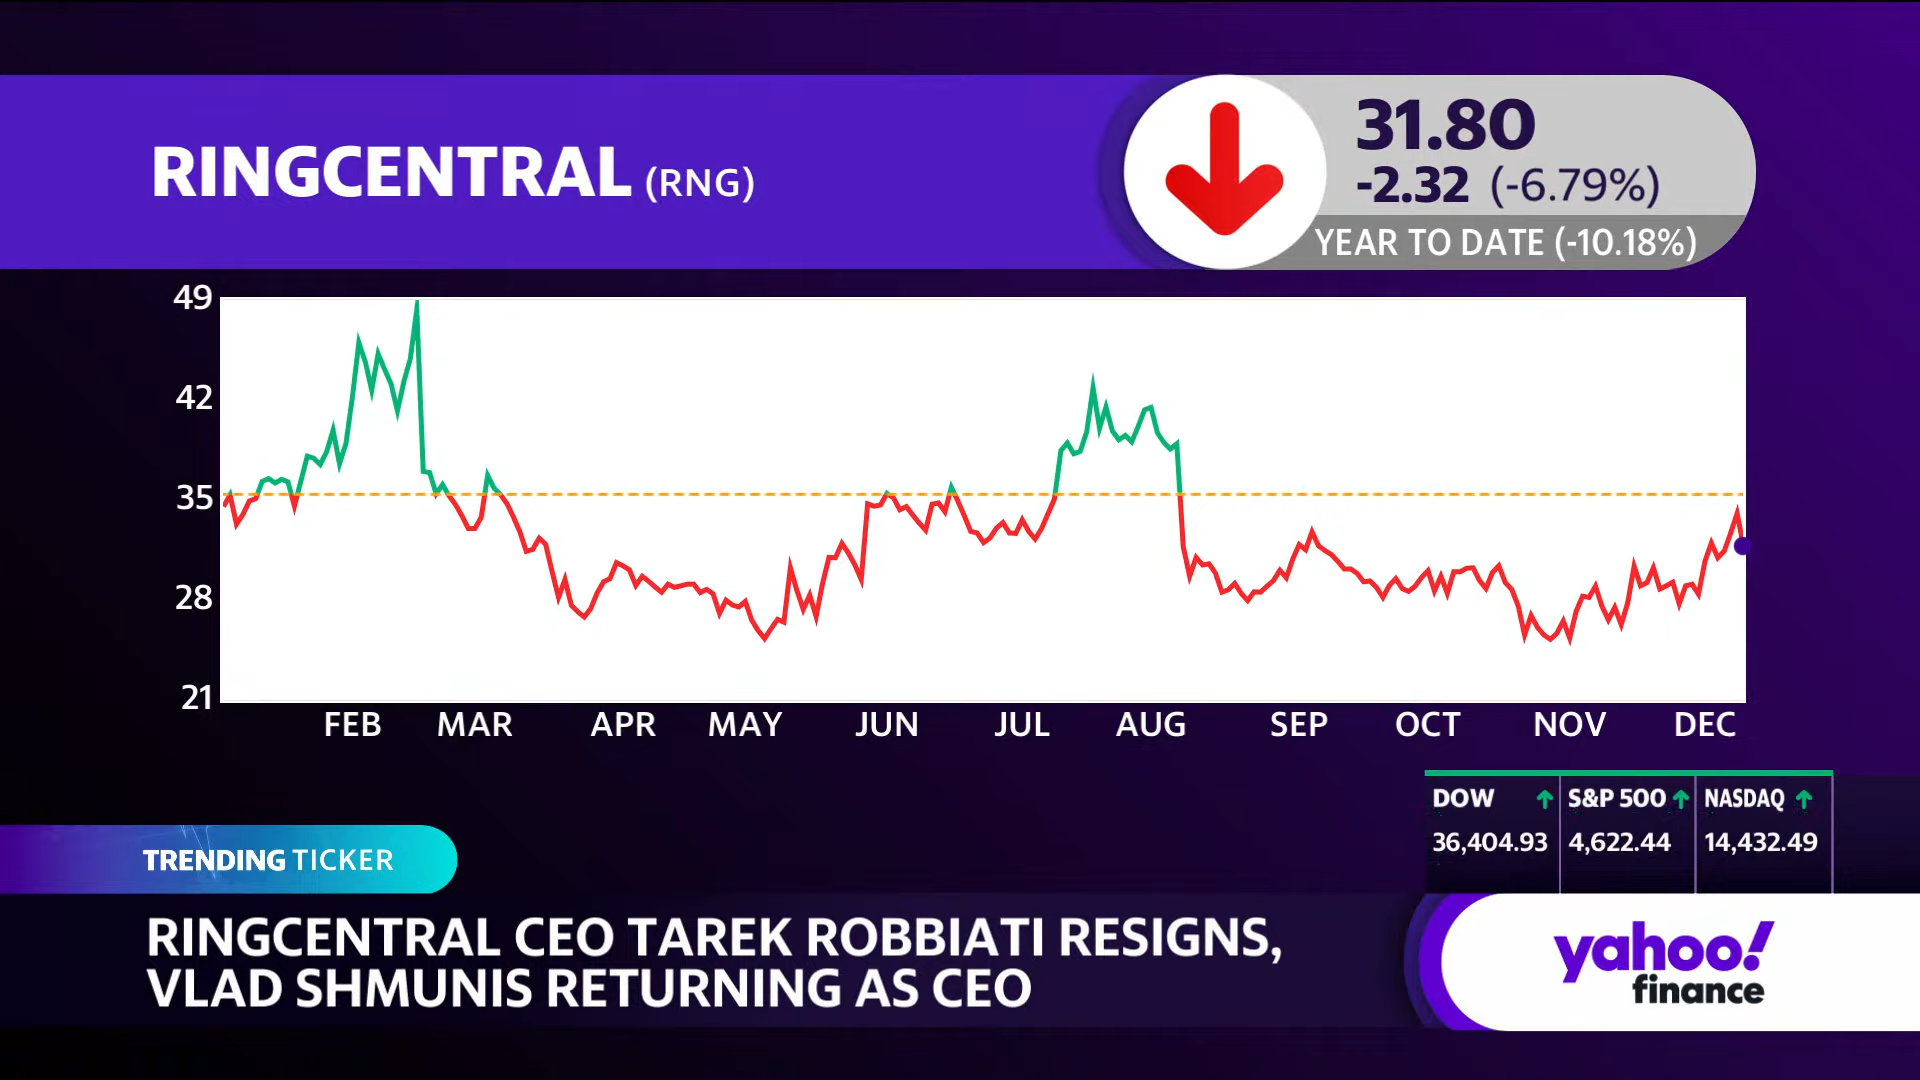 RINGCENTRAL (RNG)
31.80
-2.32 (-6.79%)
YEAR TO DATE (-10.18%)
49
42
35
28
21
FEB MAR APR MAY JUN JUL AUG SEP OCT NOV DEC
DOW S&P 500 NASDAQ
36,404.93 4,622.44 14,432.49
TRENDING TICKER
RINGCENTRAL CEO TAREK ROBBIATI RESIGNS,
VLAD SHMUNIS RETURNING AS CEO
yahoo!
finance